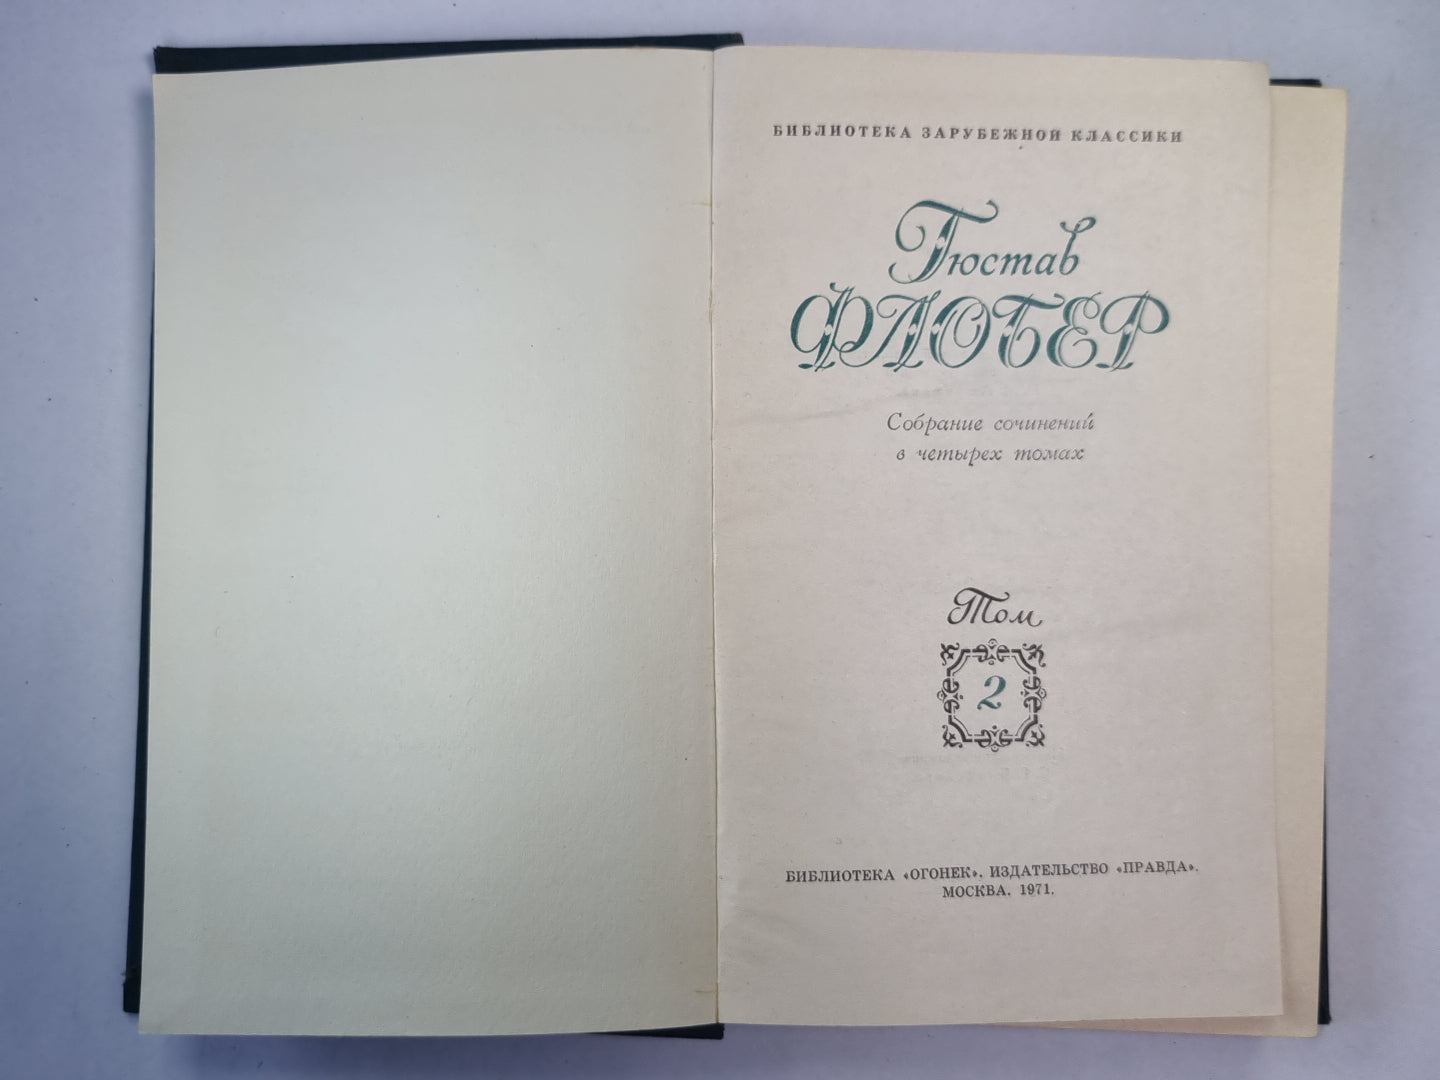 БИБЛИОТЕКА ЗАРУБЕЖНОЙ КЛАССИКИ
Гюстав
ФЛОБЕР
Собрание сочинений
в четырех томах
Том
2
БИБЛИОТЕКА «ОГОНЕК». ИЗДАТЕЛЬСТВО «ПРАВДА».
МОСКВА. 1971.